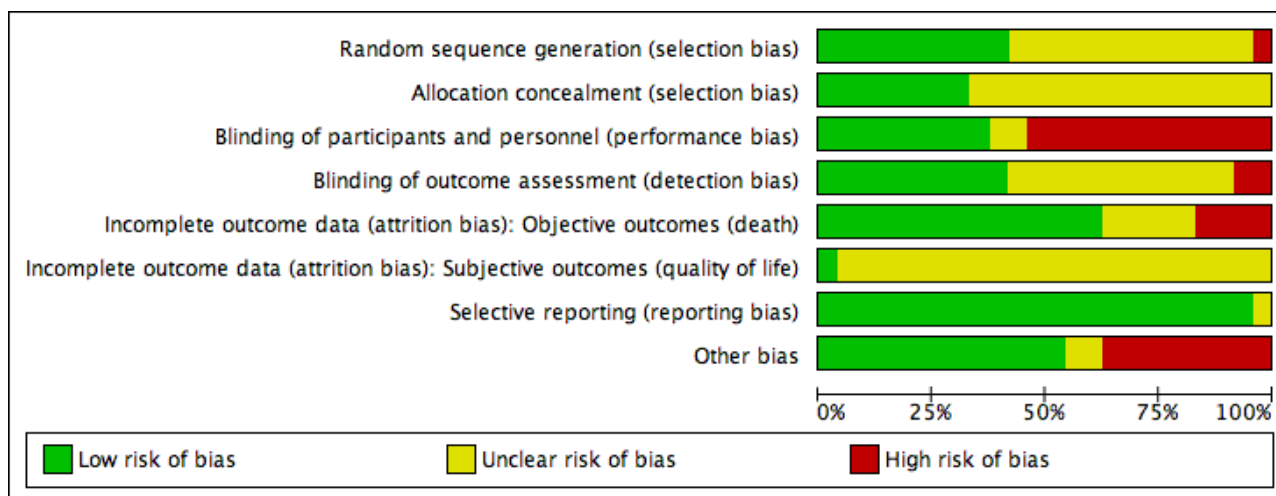 Random sequence generation (selection bias)
Allocation concealment (selection bias)
Blinding of participants and personnel (performance bias)
Blinding of outcome assessment (detection bias)
Incomplete outcome data (attrition bias): Objective outcomes (death)
Incomplete outcome data (attrition bias): Subjective outcomes (quality of life)
Selective reporting (reporting bias)
Other bias
0% 25% 50% 75% 100%
Low risk of bias Unclear risk of bias High risk of bias